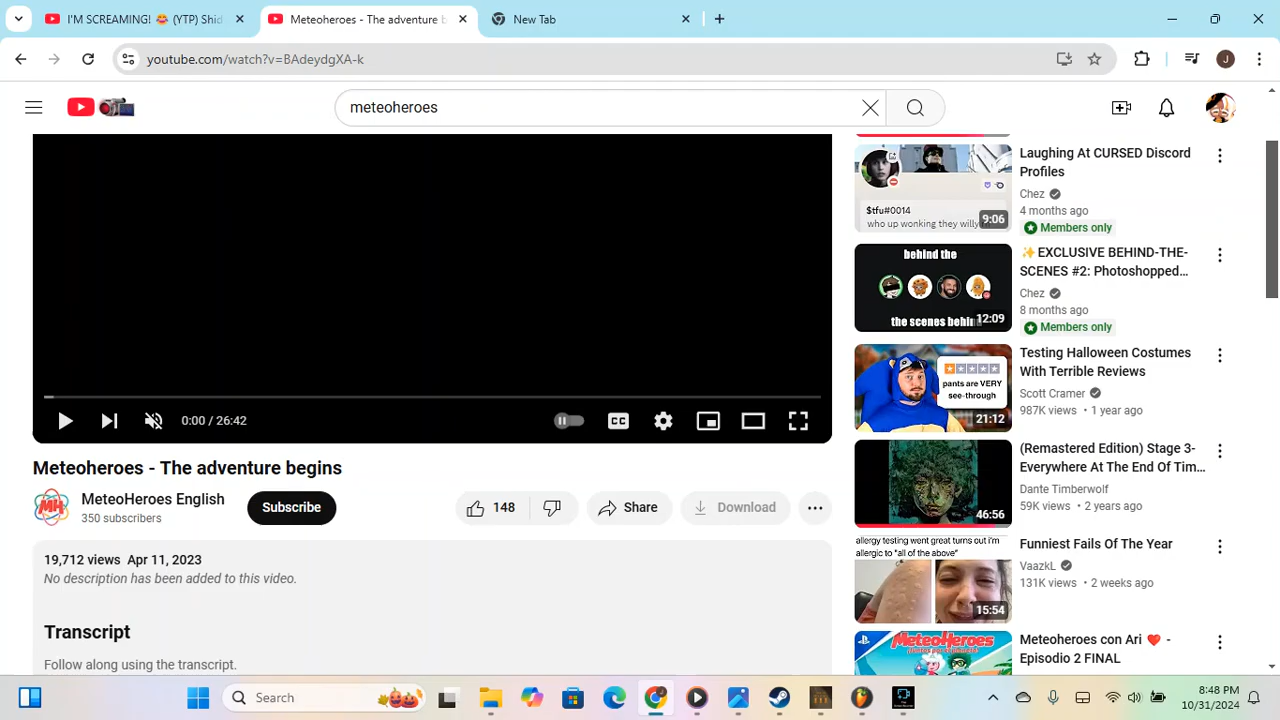 I'M SCREAMING! 😂 (YTP) Shid
Meteoheroes - The adventure b
New Tab
youtube.com/watch?v=BAdeydgXA-k
J
meteoheroes
0:00 / 26:42
CC
Meteoheroes - The adventure begins
MH
MeteoHeroes English
350 subscribers
Subscribe
148
Share
Download
19,712 views Apr 11, 2023
No description has been added to this video.
Transcript
Follow along using the transcript.
$tfu#0014
who up wonking they willy
9:06
Laughing At CURSED Discord
Profiles
Chez
4 months ago
Members only
behind the
the scenes behin
12:09
✨EXCLUSIVE BEHIND-THE-
SCENES #2: Photoshopped...
Chez
8 months ago
Members only
pants are VERY
see-through
21:12
Testing Halloween Costumes
With Terrible Reviews
Scott Cramer
987K views • 1 year ago
46:56
(Remastered Edition) Stage 3-
Everywhere At The End Of Tim...
Dante Timberwolf
59K views • 2 years ago
allergy testing went great turns out i'm
allergic to "all of the above"
15:54
Funniest Fails Of The Year
VaazkL
131K views • 2 weeks ago
MeteoHeroes
Meteoheroes con Ari ❤️ -
Episodio 2 FINAL
Search
8:48 PM
10/31/2024